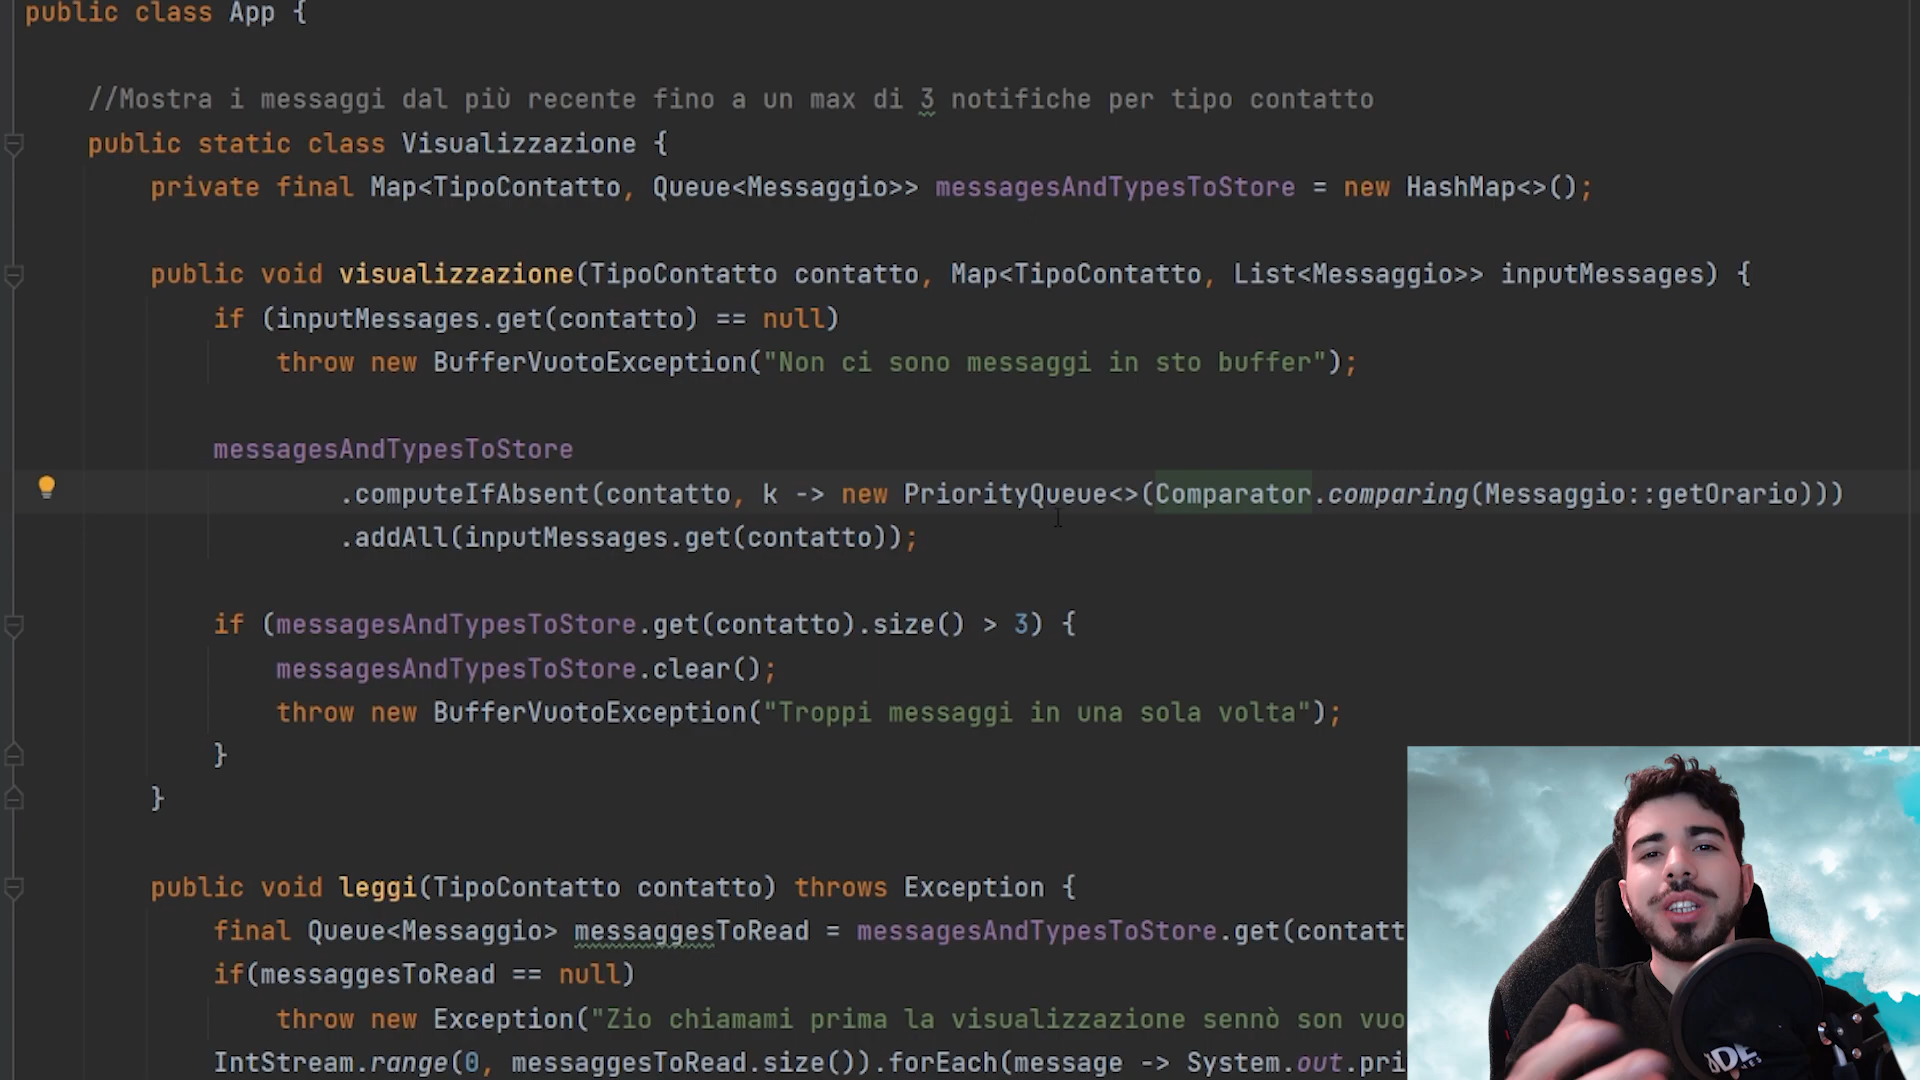 public class App {
//Mostra i messaggi dal più recente fino a un max di 3 notifiche per tipo contatto
public static class Visualizzazione {
private final Map<TipoContatto, Queue<Messaggio>> messagesAndTypesToStore = new HashMap<>();
public void visualizzazione(TipoContatto contatto, Map<TipoContatto, List<Messaggio>> inputMessages) {
if (inputMessages.get(contatto) == null)
throw new BufferVuotoException("Non ci sono messaggi in sto buffer");
messagesAndTypesToStore
.computeIfAbsent(contatto, k -> new PriorityQueue<>(Comparator.comparing(Messaggio::getOrario)))
.addAll(inputMessages.get(contatto));
if (messagesAndTypesToStore.get(contatto).size() > 3) {
messagesAndTypesToStore.clear();
throw new BufferVuotoException("Troppi messaggi in una sola volta");
}
}
public void leggi(TipoContatto contatto) throws Exception {
final Queue<Messaggio> messaggesToRead = messagesAndTypesToStore.get(contatt
if(messaggesToRead == null)
throw new Exception("Zio chiamami prima la visualizzazione sennò son vuo
IntStream.range(0, messaggesToRead.size()).forEach(message -> System.out.pri